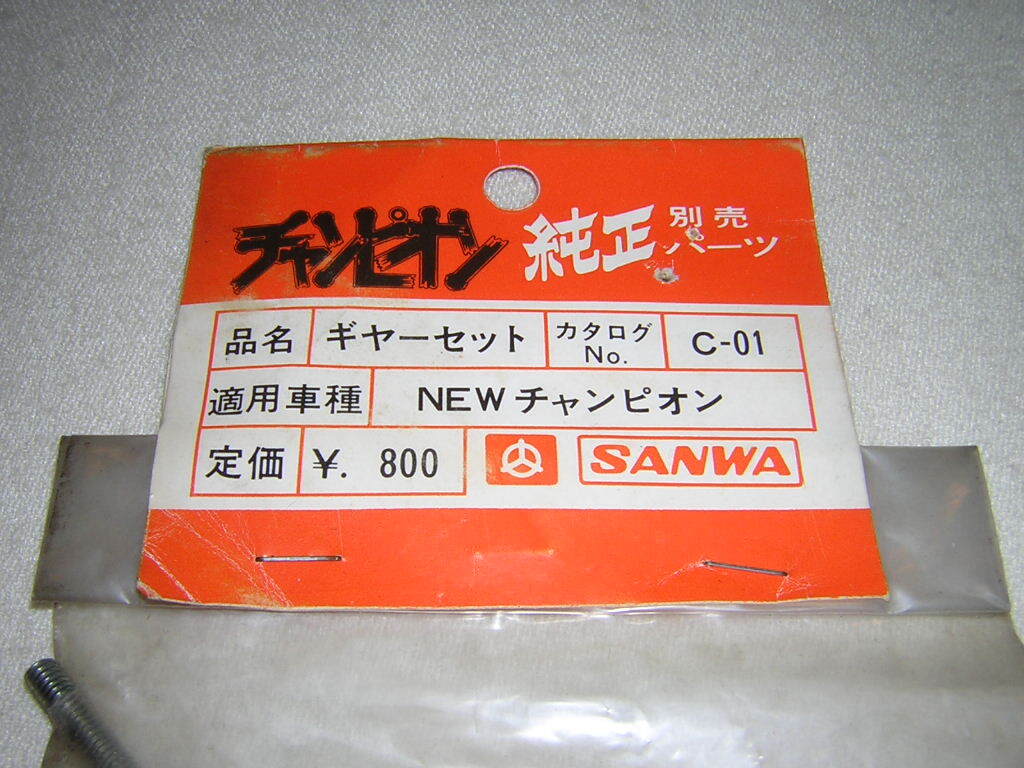 チャンピオン 純正 別売パーツ
品名 ギヤーセット カタログNo. C-01
適用車種 NEWチャンピオン
定価 ¥. 800 SANWA